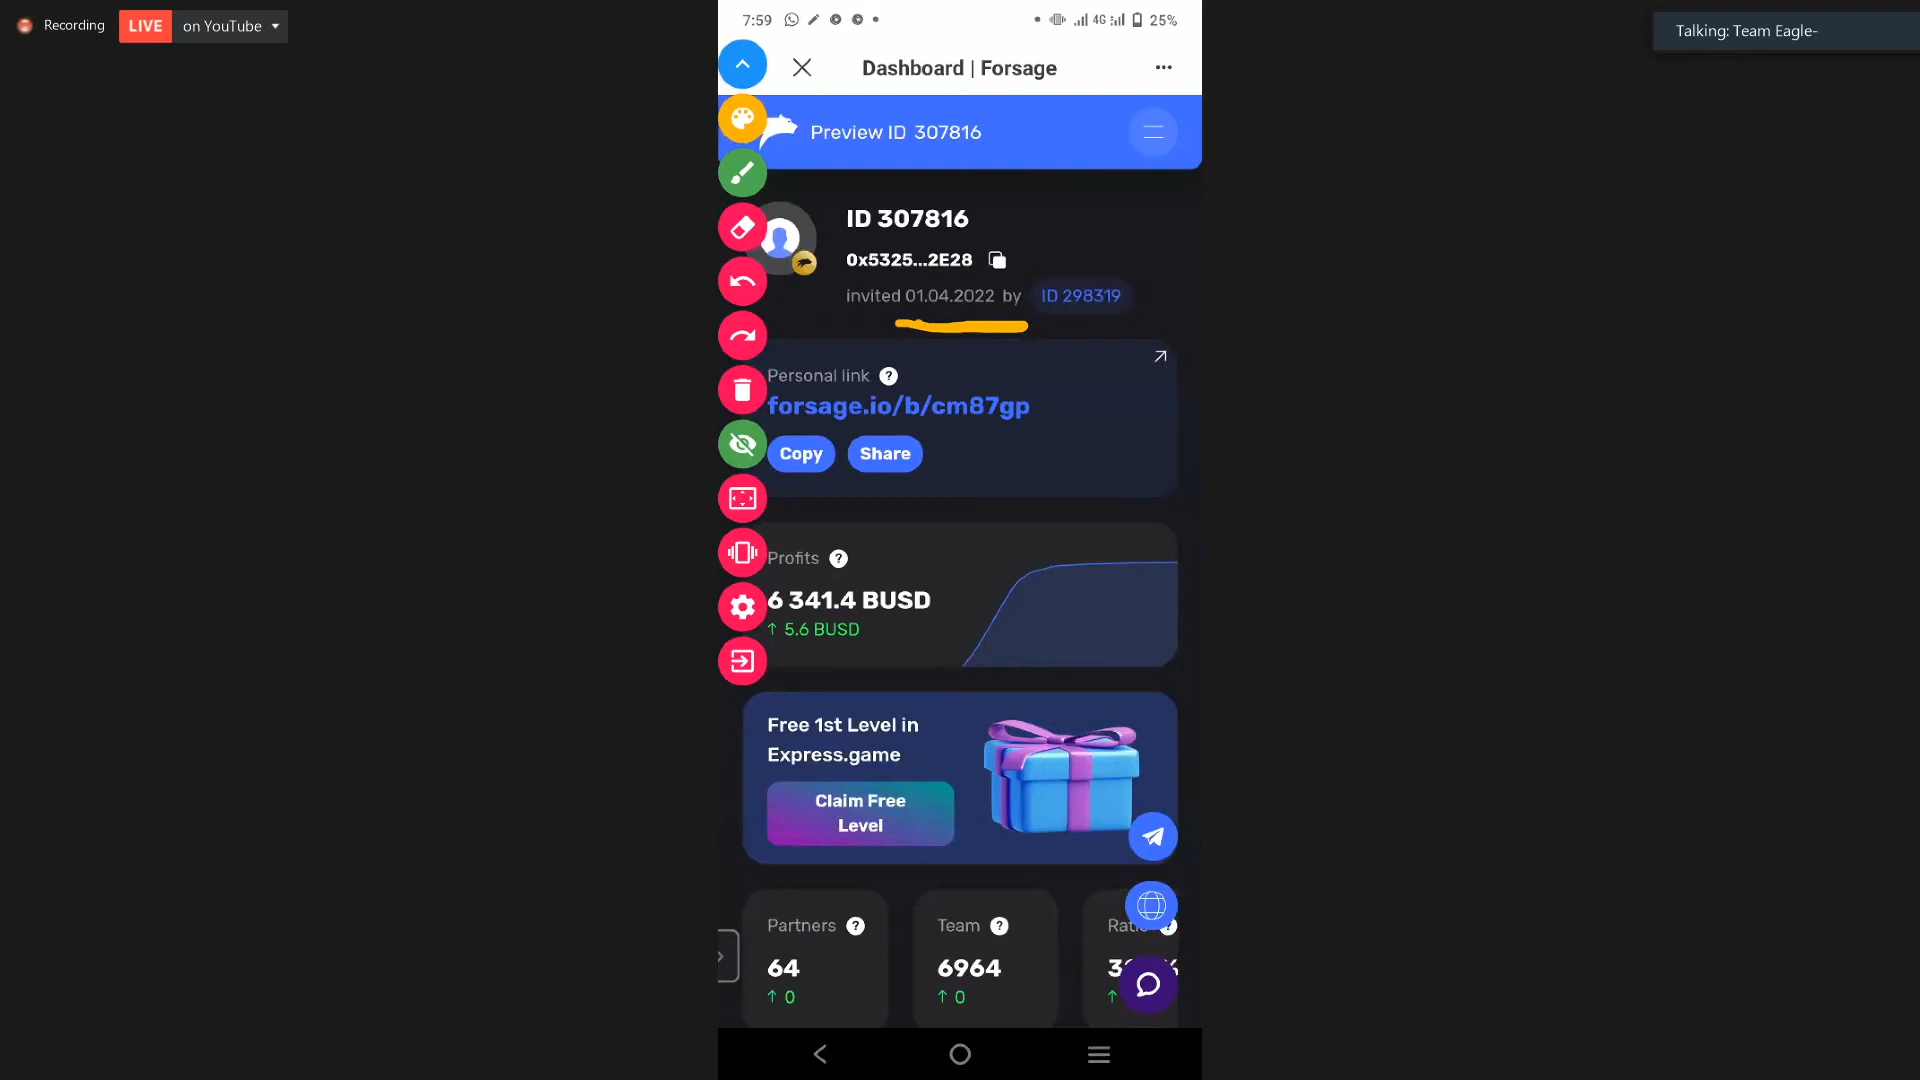 Recording
LIVE on YouTube
Talking: Team Eagle-
7:59
4G
25%
Dashboard | Forsage
Preview ID 307816
ID 307816
0x5325...2E28
invited 01.04.2022 by ID 298319
Personal link ?
forsage.io/b/cm87gp
Copy
Share
Profits ?
6 341.4 BUSD
↑ 5.6 BUSD
Free 1st Level in
Express.game
Claim Free
Level
Partners ?
64
↑ 0
Team ?
6964
↑ 0